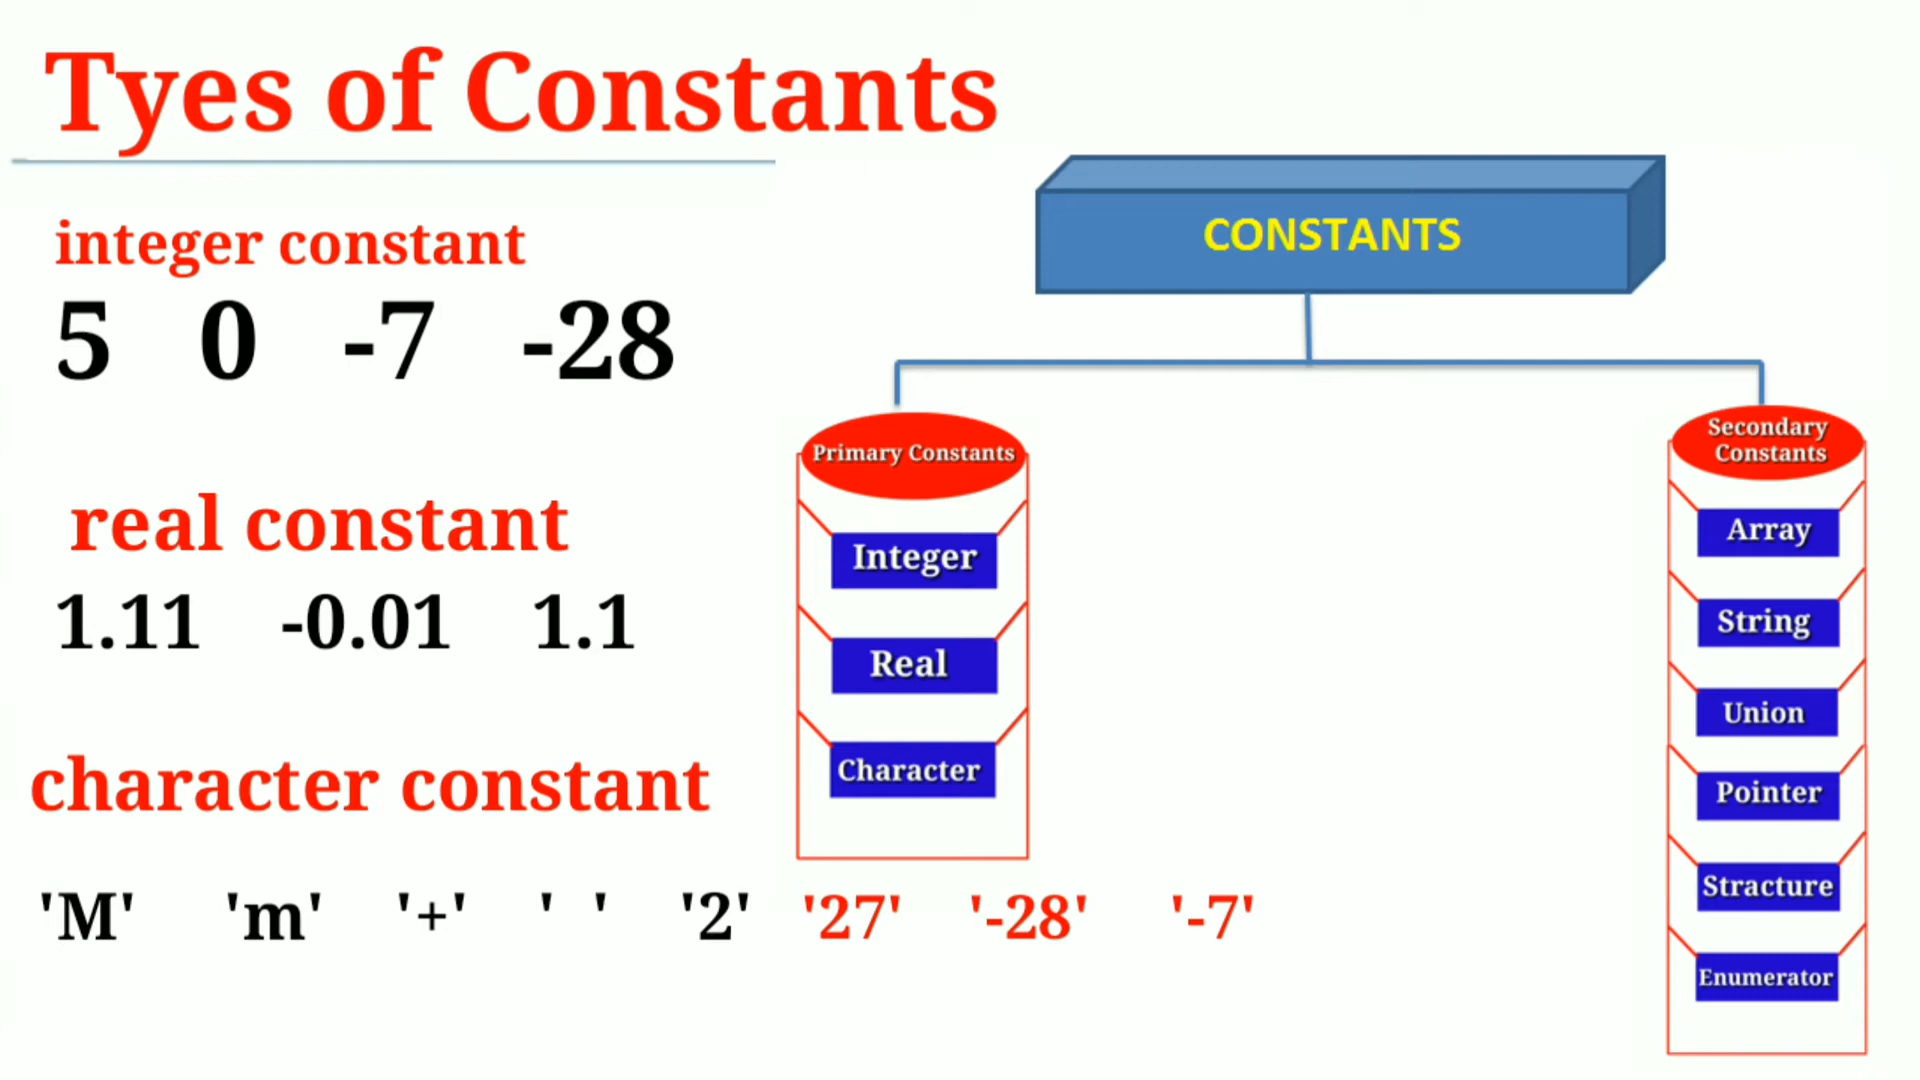 Tyes of Constants
integer constant
5 0 -7 -28
real constant
1.11 -0.01 1.1
character constant
'M' 'm' '+' ' ' '2' '27' '-28' '-7'
CONSTANTS
Primary Constants
Integer
Real
Character
Secondary
Constants
Array
String
Union
Pointer
Stracture
Enumerator